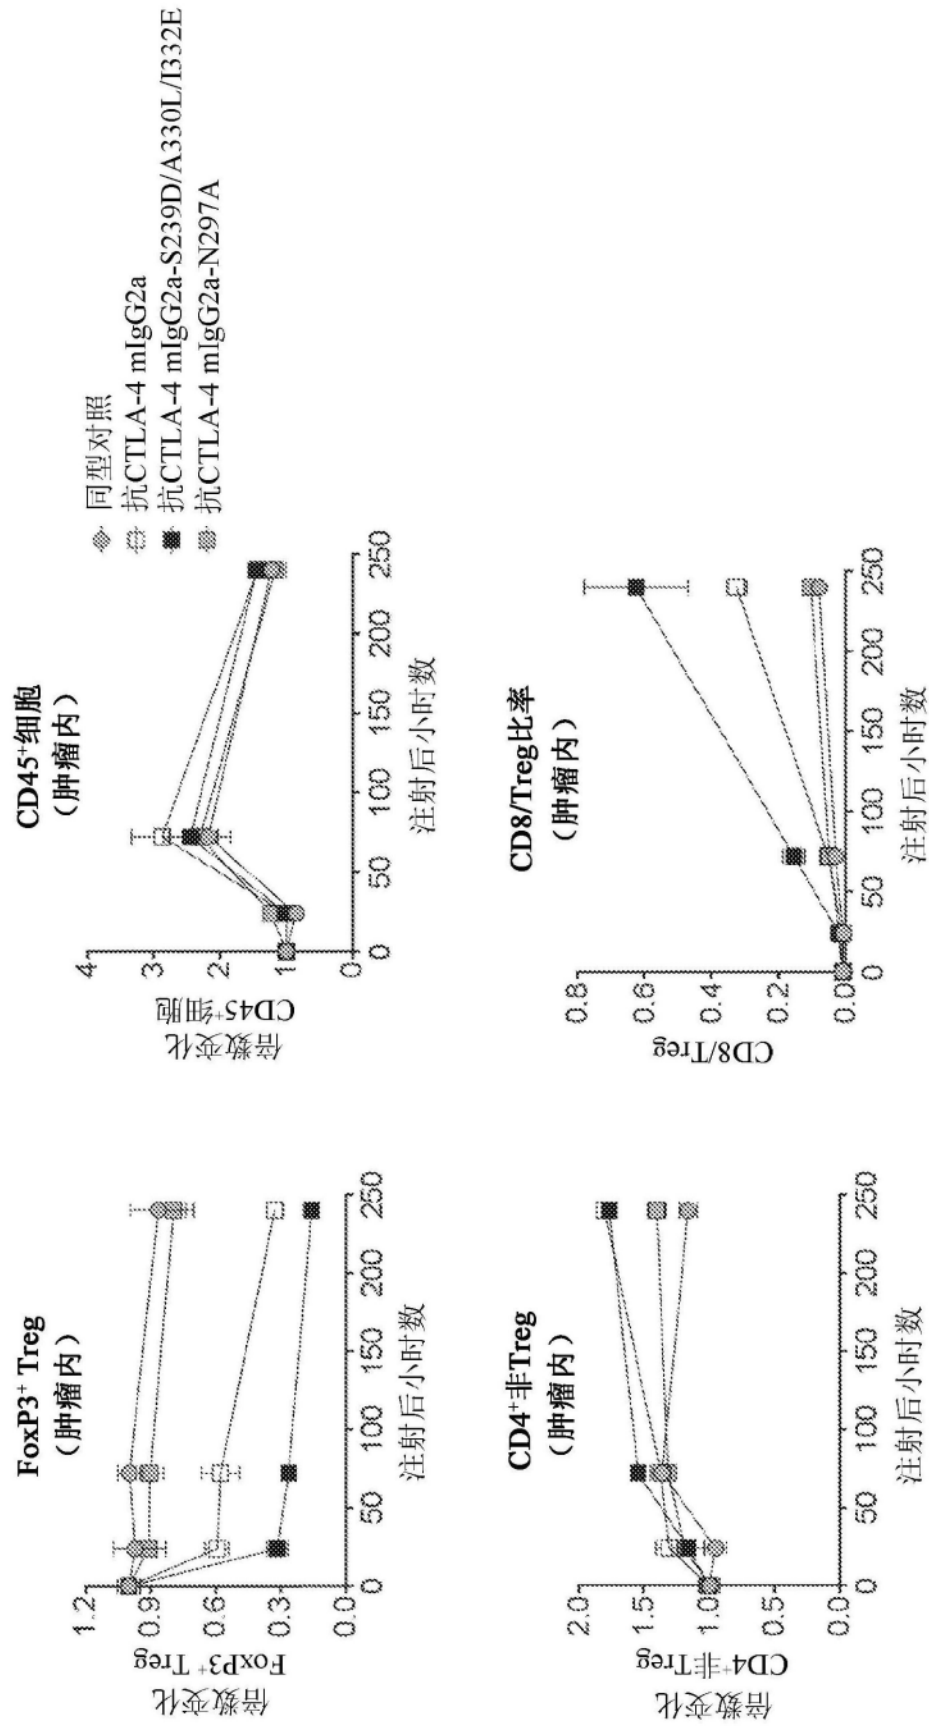 FoxP3⁺ Treg
（肿瘤内）
倍数变化
FoxP3⁺ Treg
1.2
0.9
0.6
0.3
0.0
0
50
100
150
200
250
注射后小时数
CD45⁺细胞
（肿瘤内）
倍数变化
CD45⁺细胞
4
3
2
1
0
0
50
100
150
200
250
注射后小时数
同型对照
抗CTLA-4 mIgG2a
抗CTLA-4 mIgG2a-S239D/A330L/I332E
抗CTLA-4 mIgG2a-N297A
CD4⁺非Treg
（肿瘤内）
倍数变化
CD4⁺非Treg
2.0
1.5
1.0
0.5
0.0
0
50
100
150
200
250
注射后小时数
CD8/Treg比率
（肿瘤内）
CD8/Treg
0.8
0.6
0.4
0.2
0.0
0
50
100
150
200
250
注射后小时数